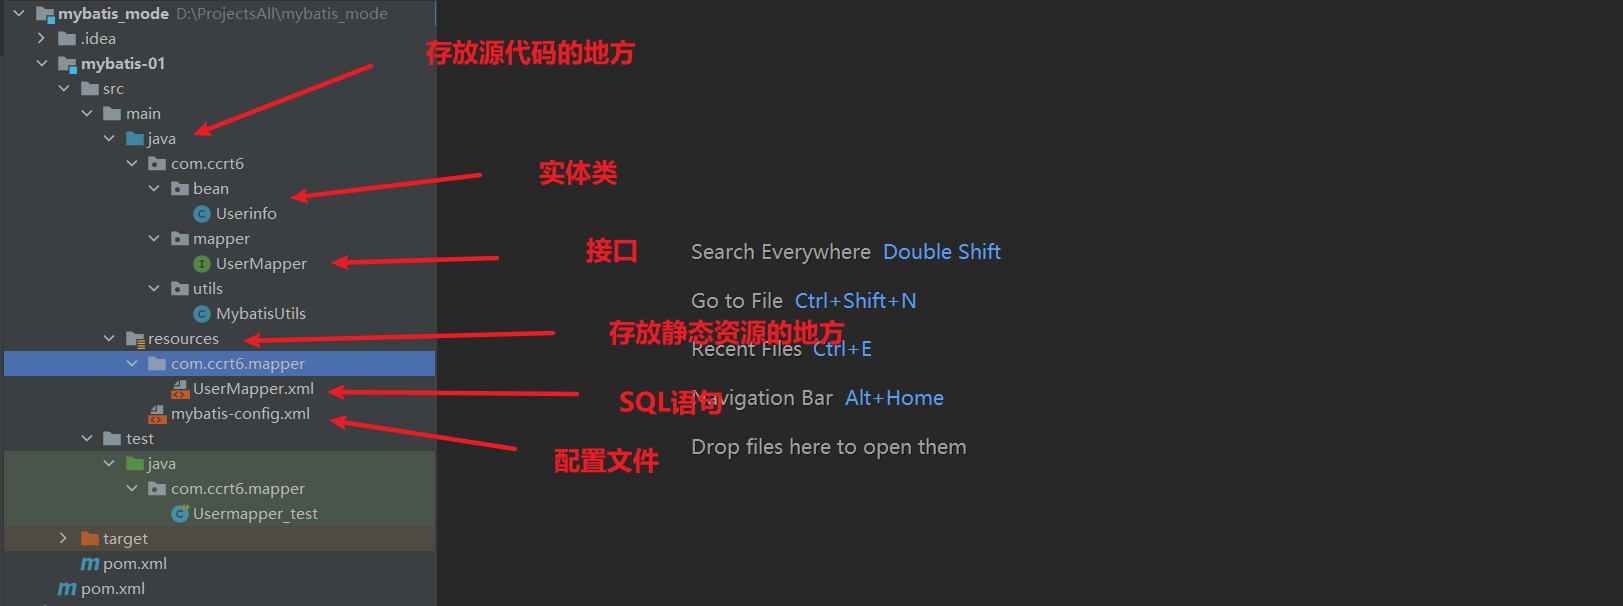 mybatis_mode D:\ProjectsAll\mybatis_mode
.idea
存放源代码的地方
mybatis-01
src
main
java
com.ccrt6
实体类
bean
Userinfo
mapper
接口
Search Everywhere Double Shift
UserMapper
utils
Go to File Ctrl+Shift+N
MybatisUtils
resources
存放静态资源的地方
Recent Files Ctrl+E
com.ccrt6.mapper
UserMapper.xml
SQL语句
Navigation Bar Alt+Home
mybatis-config.xml
test
Drop files here to open them
java
配置文件
com.ccrt6.mapper
Usermapper_test
target
pom.xml
pom.xml